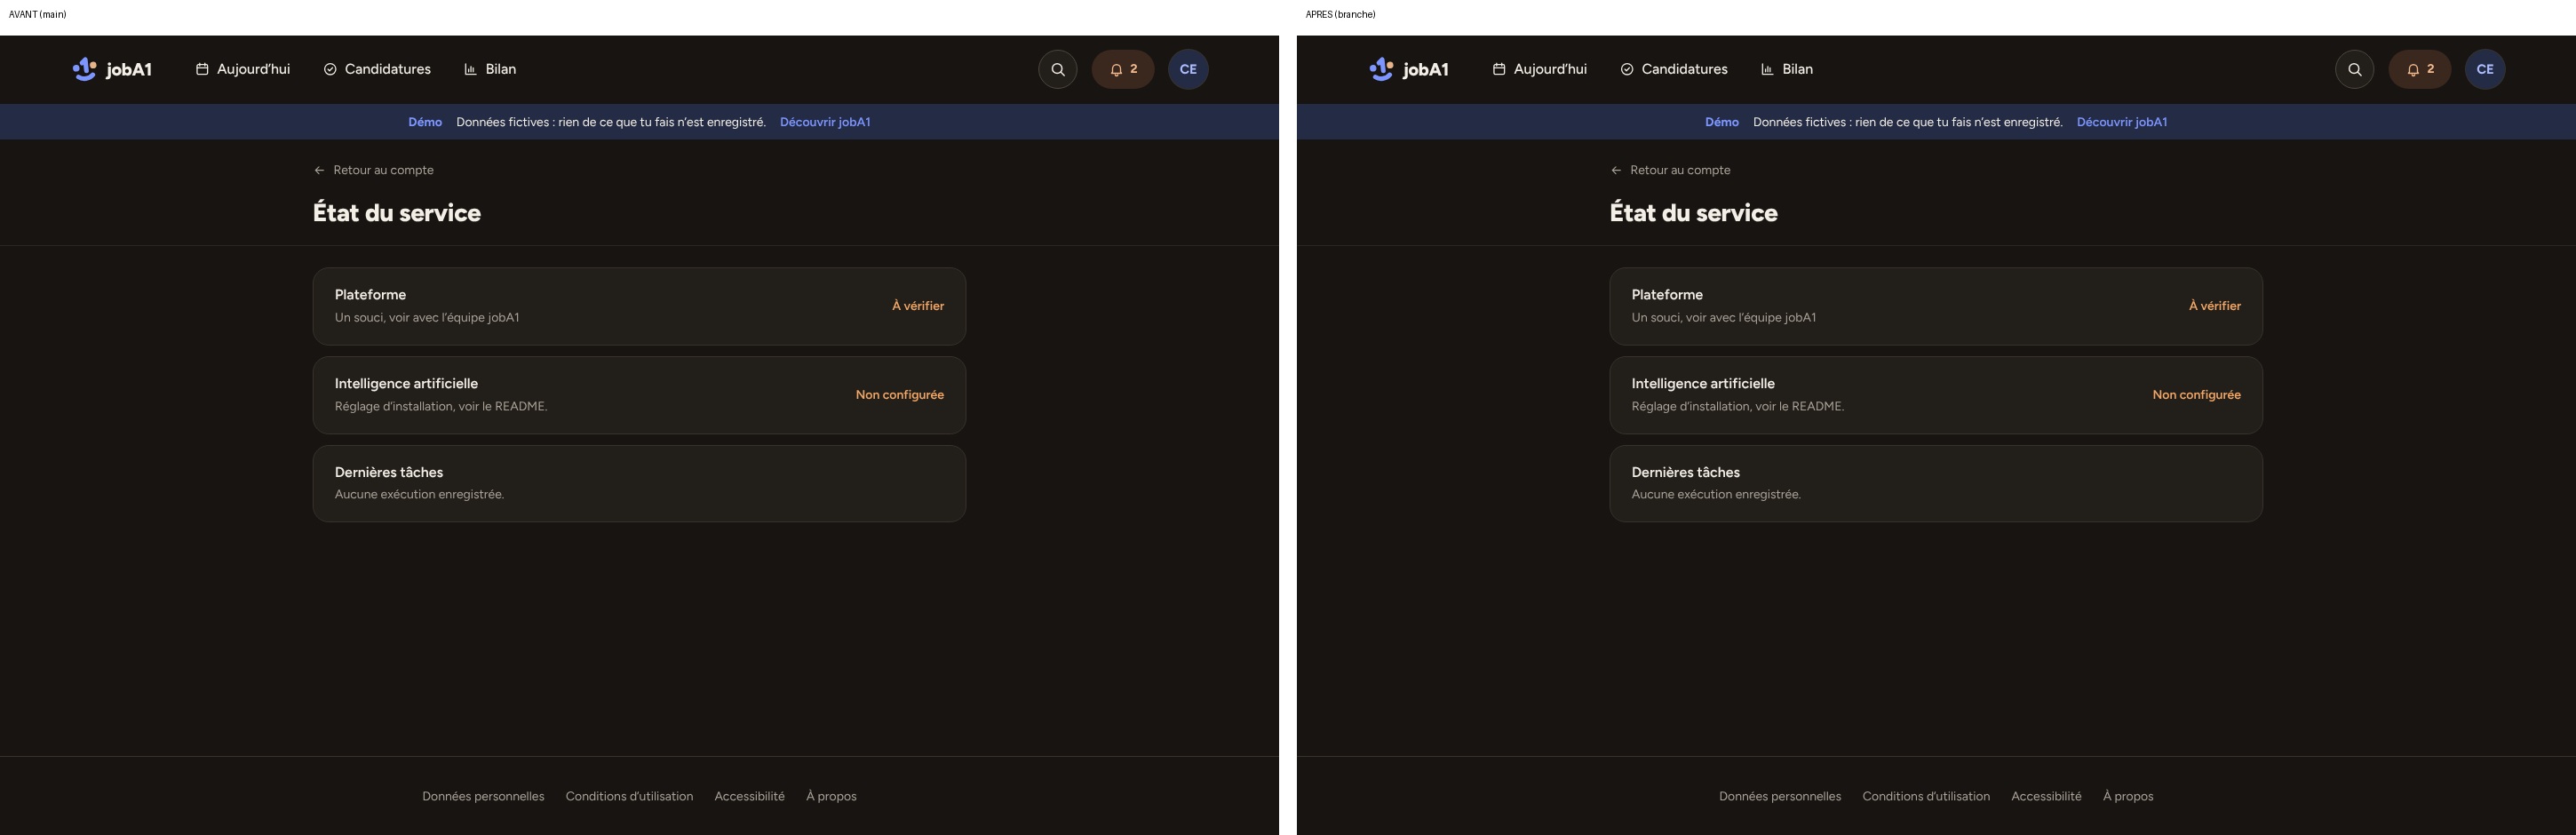 AVANT (main)
jobA1 Aujourd’hui Candidatures Bilan 2 CE
Démo Données fictives : rien de ce que tu fais n’est enregistré. Découvrir jobA1
← Retour au compte
État du service
Plateforme
Un souci, voir avec l’équipe jobA1
À vérifier
Intelligence artificielle
Réglage d’installation, voir le README.
Non configurée
Dernières tâches
Aucune exécution enregistrée.
Données personnelles Conditions d’utilisation Accessibilité À propos
APRES (branche)
jobA1 Aujourd’hui Candidatures Bilan 2 CE
Démo Données fictives : rien de ce que tu fais n’est enregistré. Découvrir jobA1
← Retour au compte
État du service
Plateforme
Un souci, voir avec l’équipe jobA1
À vérifier
Intelligence artificielle
Réglage d’installation, voir le README.
Non configurée
Dernières tâches
Aucune exécution enregistrée.
Données personnelles Conditions d’utilisation Accessibilité À propos